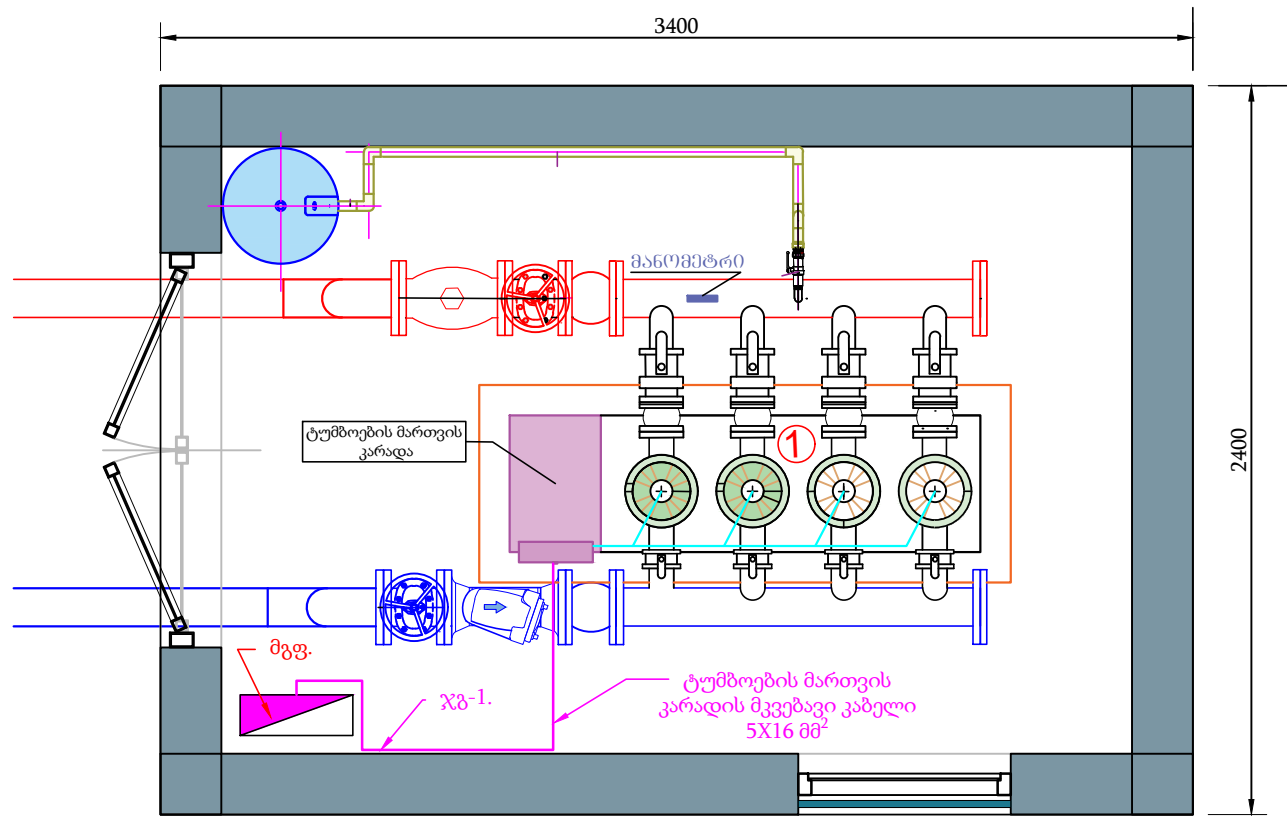 3400
მანომეტრი
ტუმბოების მართვის
კარადა
1
2400
მგფ.
ჯგ-1.
ტუმბოების მართვის
კარადის მკვებავი კაბელი
5X16 მმ²